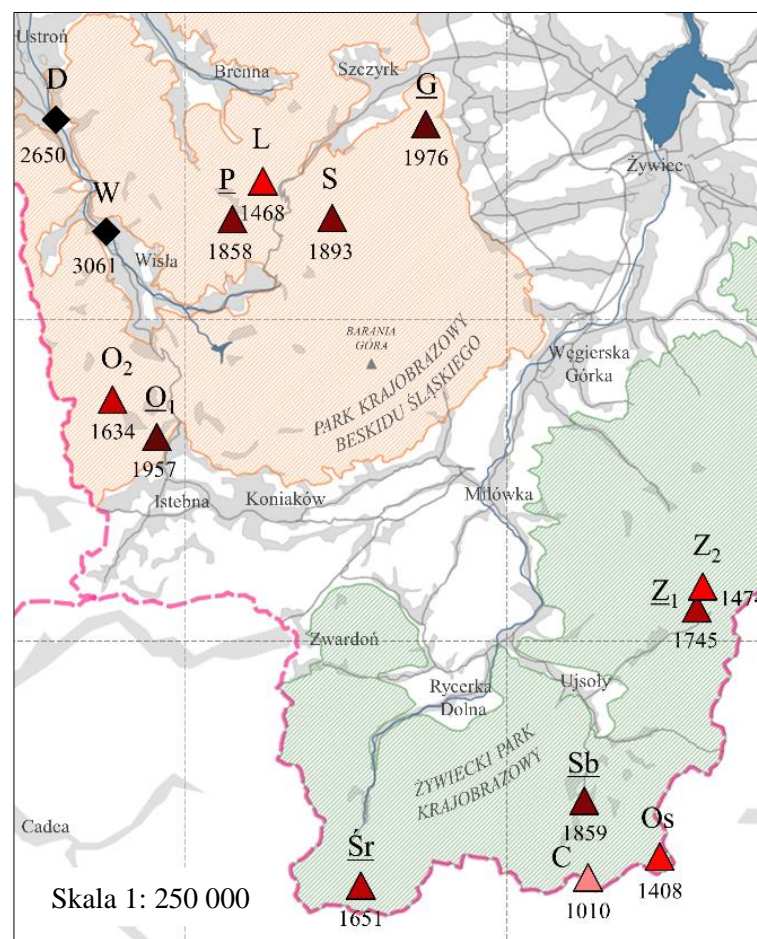 Ustroń
Brenna
Szczyrk
D
G
2650
1976
L
Żywiec
P
S
W
1468
1858
1893
3061
Wisła
BARANIA
GÓRA
PARK KRAJOBRAZOWY
BESKIDU ŚLĄSKIEGO
Węgierska
Górka
O2
O1
1634
1957
Istebna
Koniaków
Milówka
Z2
Z1
1474
1745
Zwardoń
Rycerka
Dolna
Ujsoły
ŻYWIECKI PARK
KRAJOBRAZOWY
Sb
1859
Cadca
Os
Śr
C
1408
Skala 1: 250 000
1651
1010